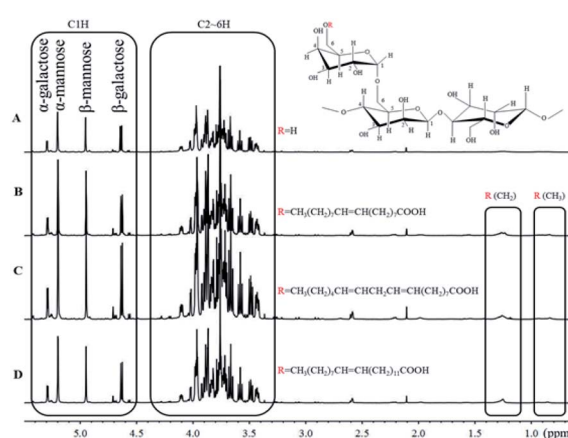 C1H
C2~6H
α-galactose
α-mannose
β-mannose
β-galactose
A
B
C
D
R=H
R=CH₃(CH₂)₇CH=CH(CH₂)₇COOH
R=CH₃(CH₂)₄CH=CHCH₂CH=CH(CH₂)₇COOH
R=CH₃(CH₂)₇CH=CH(CH₂)₁₁COOH
R (CH₂)
R (CH₃)
5.0 4.5 4.0 3.5 3.0 2.5 2.0 1.5 1.0 (ppm)